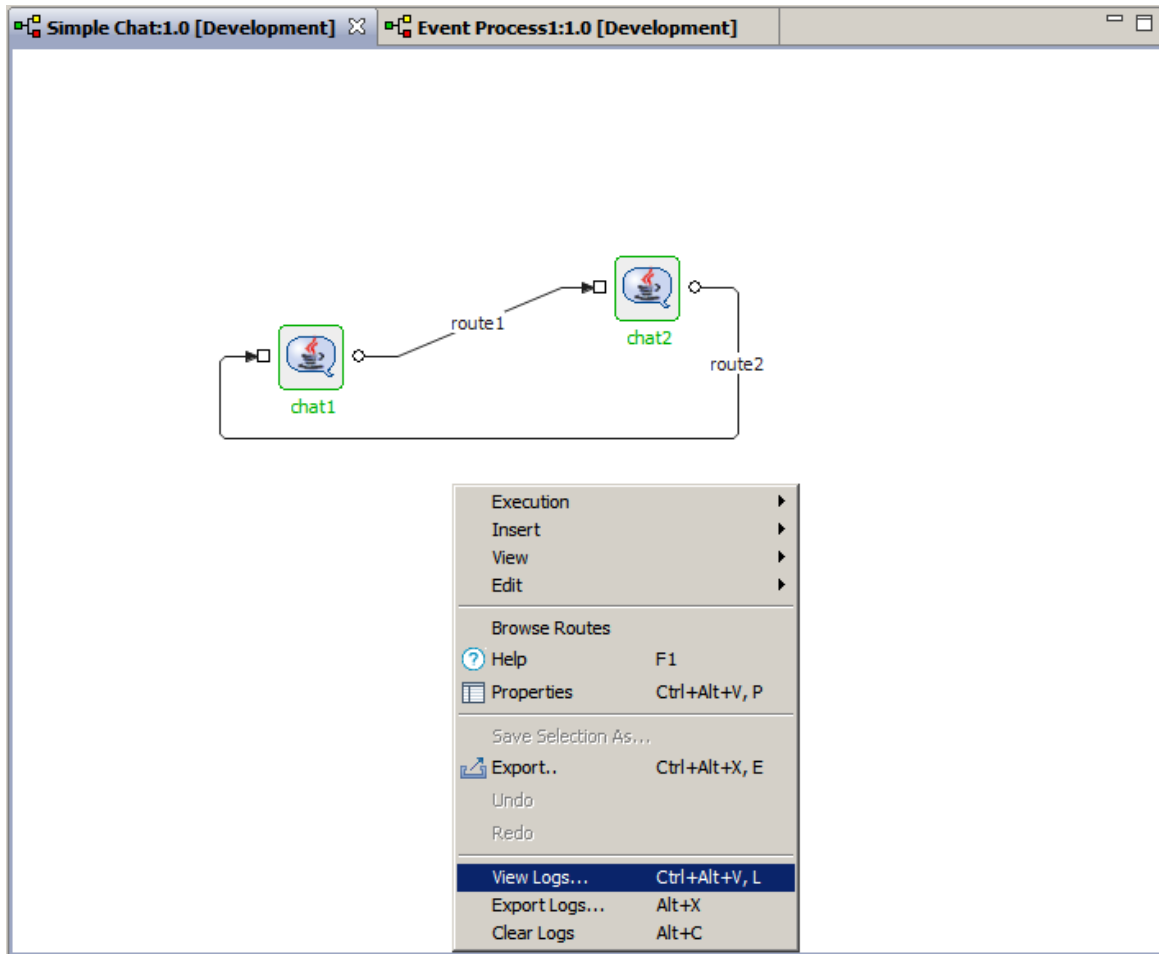 Simple Chat:1.0 [Development] Event Process1:1.0 [Development]
route1
chat2
route2
chat1
Execution
Insert
View
Edit
Browse Routes
Help F1
Properties Ctrl+Alt+V, P
Save Selection As...
Export.. Ctrl+Alt+X, E
Undo
Redo
View Logs... Ctrl+Alt+V, L
Export Logs... Alt+X
Clear Logs Alt+C